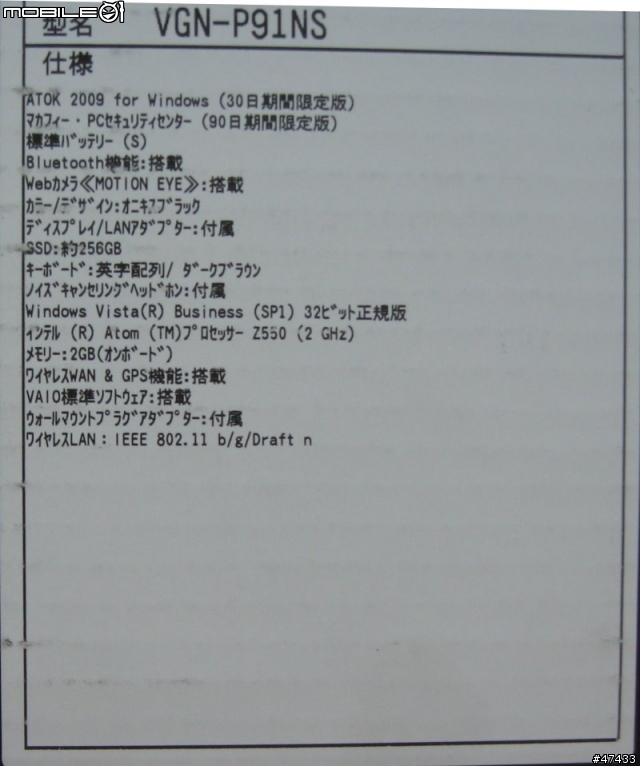 mobile01
型名 VGN-P91NS
仕様
ATOK 2009 for Windows (30日期間限定版)
マカフィー・PCセキュリティセンター (90日期間限定版)
標準ﾊﾞｯﾃﾘｰ (S)
Bluetooth機能:搭載
Webカメラ≪MOTION EYE≫:搭載
ｶﾗｰ/ﾃﾞｻﾞｲﾝ:ｵﾆｷｽﾌﾞﾗｯｸ
ﾃﾞｨｽﾌﾟﾚｲ/LANｱﾀﾞﾌﾟﾀｰ:付属
SSD:約256GB
ｷｰﾎﾞｰﾄﾞ:英字配列/ ﾀﾞｰｸﾌﾞﾗｳﾝ
ﾉｲｽﾞｷｬﾝｾﾘﾝｸﾞﾍｯﾄﾞﾎﾝ:付属
Windows Vista(R) Business (SP1) 32ﾋﾞｯﾄ正規版
ｨﾝﾃﾙ (R) Atom (TM)ﾌﾟﾛｾｯｻｰ Z550 (2 GHz)
ﾒﾓﾘｰ:2GB(ｵﾝﾎﾞｰﾄﾞ)
ﾜｲﾔﾚｽWAN & GPS機能:搭載
VAIO標準ｿﾌﾄｳｪｱ:搭載
ｳｫｰﾙﾏｳﾝﾄﾌﾟﾗｸﾞｱﾀﾞﾌﾟﾀｰ:付属
ﾜｲﾔﾚｽLAN：IEEE 802.11 b/g/Draft n
#47433